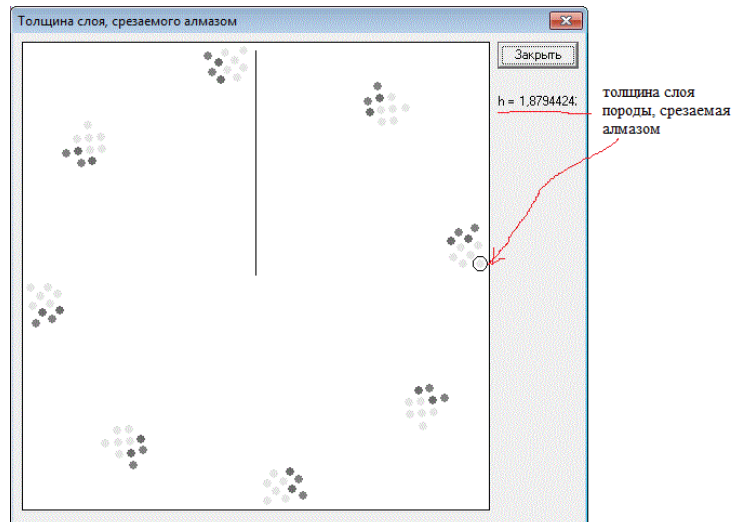 Толщина слоя, срезаемого алмазом
Закрыть
h = 1,8794424;
толщина слоя
породы, срезаемая
алмазом